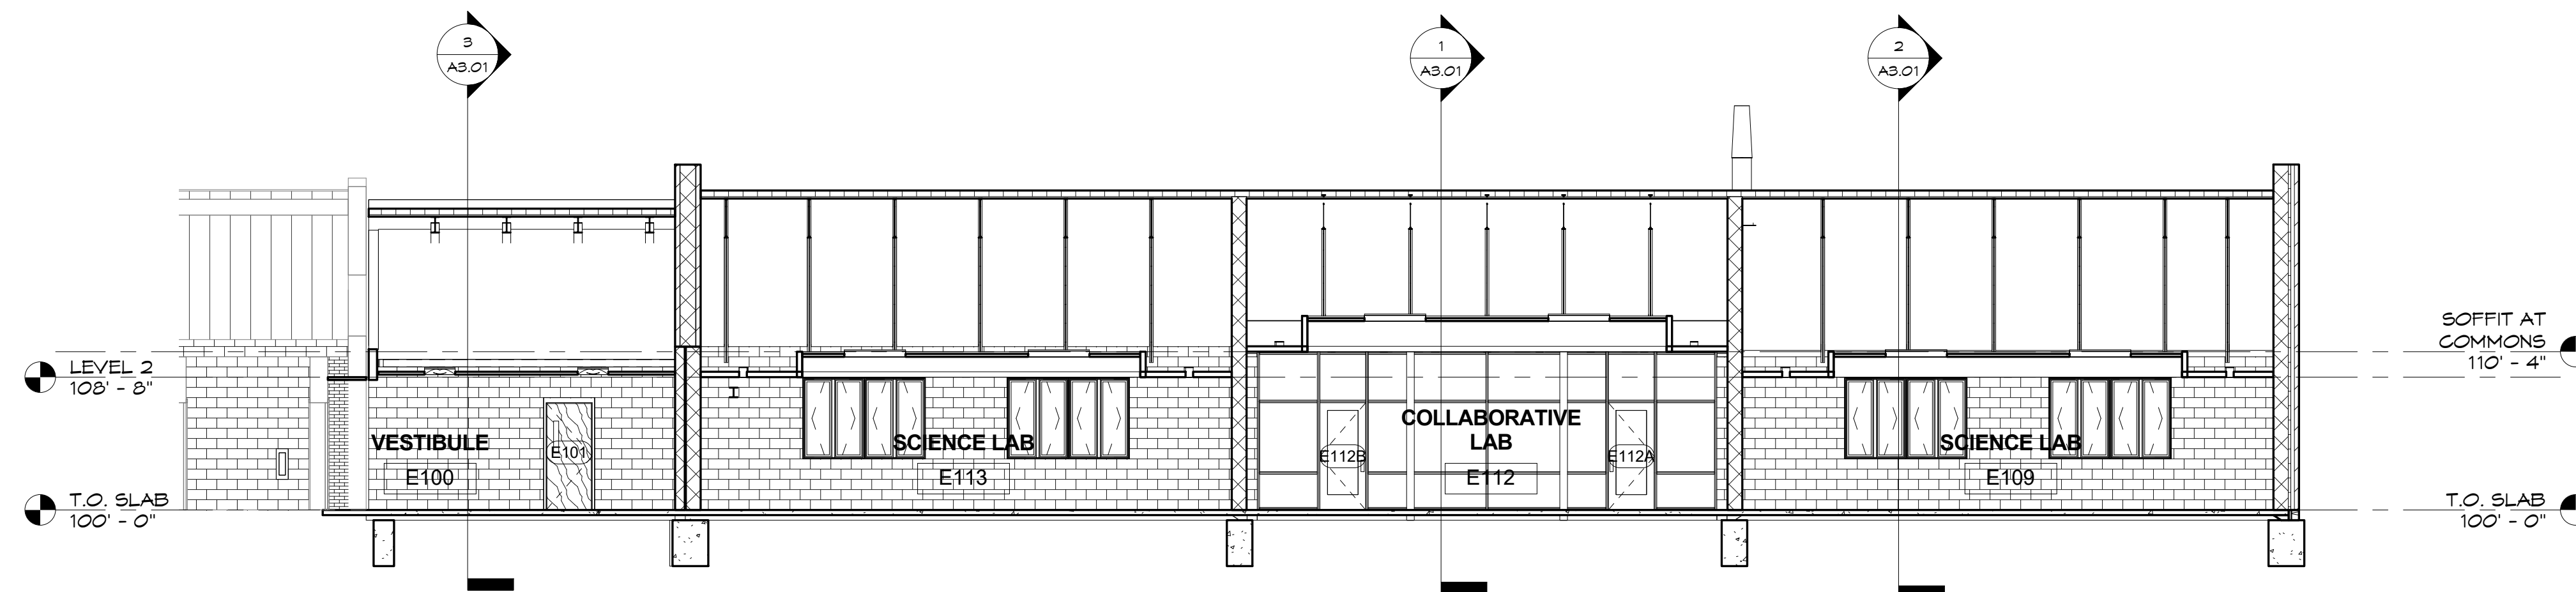 3
A3.01
1
A3.01
2
A3.01
LEVEL 2
108' - 8"
T.O. SLAB
100' - 0"
VESTIBULE
E100
E101
SCIENCE LAB
E113
E112B
COLLABORATIVE
LAB
E112
E112A
SCIENCE LAB
E109
SOFFIT AT
COMMONS
110' - 4"
T.O. SLAB
100' - 0"